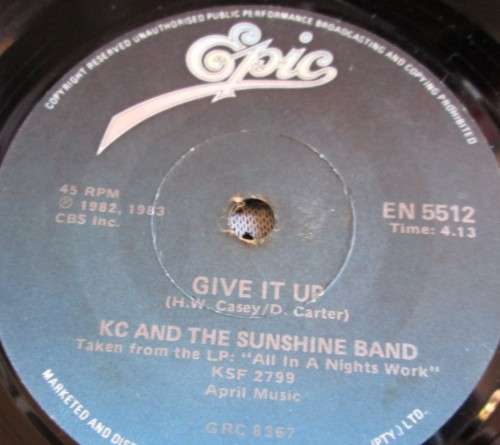 COPYRIGHT RESERVED UNAUTHORISED PUBLIC PERFORMANCE BROADCASTING AND COPYING PROHIBITED
Epic
45 RPM
℗ 1982, 1983
CBS Inc.
EN 5512
Time: 4.13
GIVE IT UP
(H.W. Casey/D. Carter)
KC AND THE SUNSHINE BAND
Taken from the LP: "All In A Nights Work"
KSF 2799
April Music
GRC 8367
MARKETED AND
PTY.) LTD.